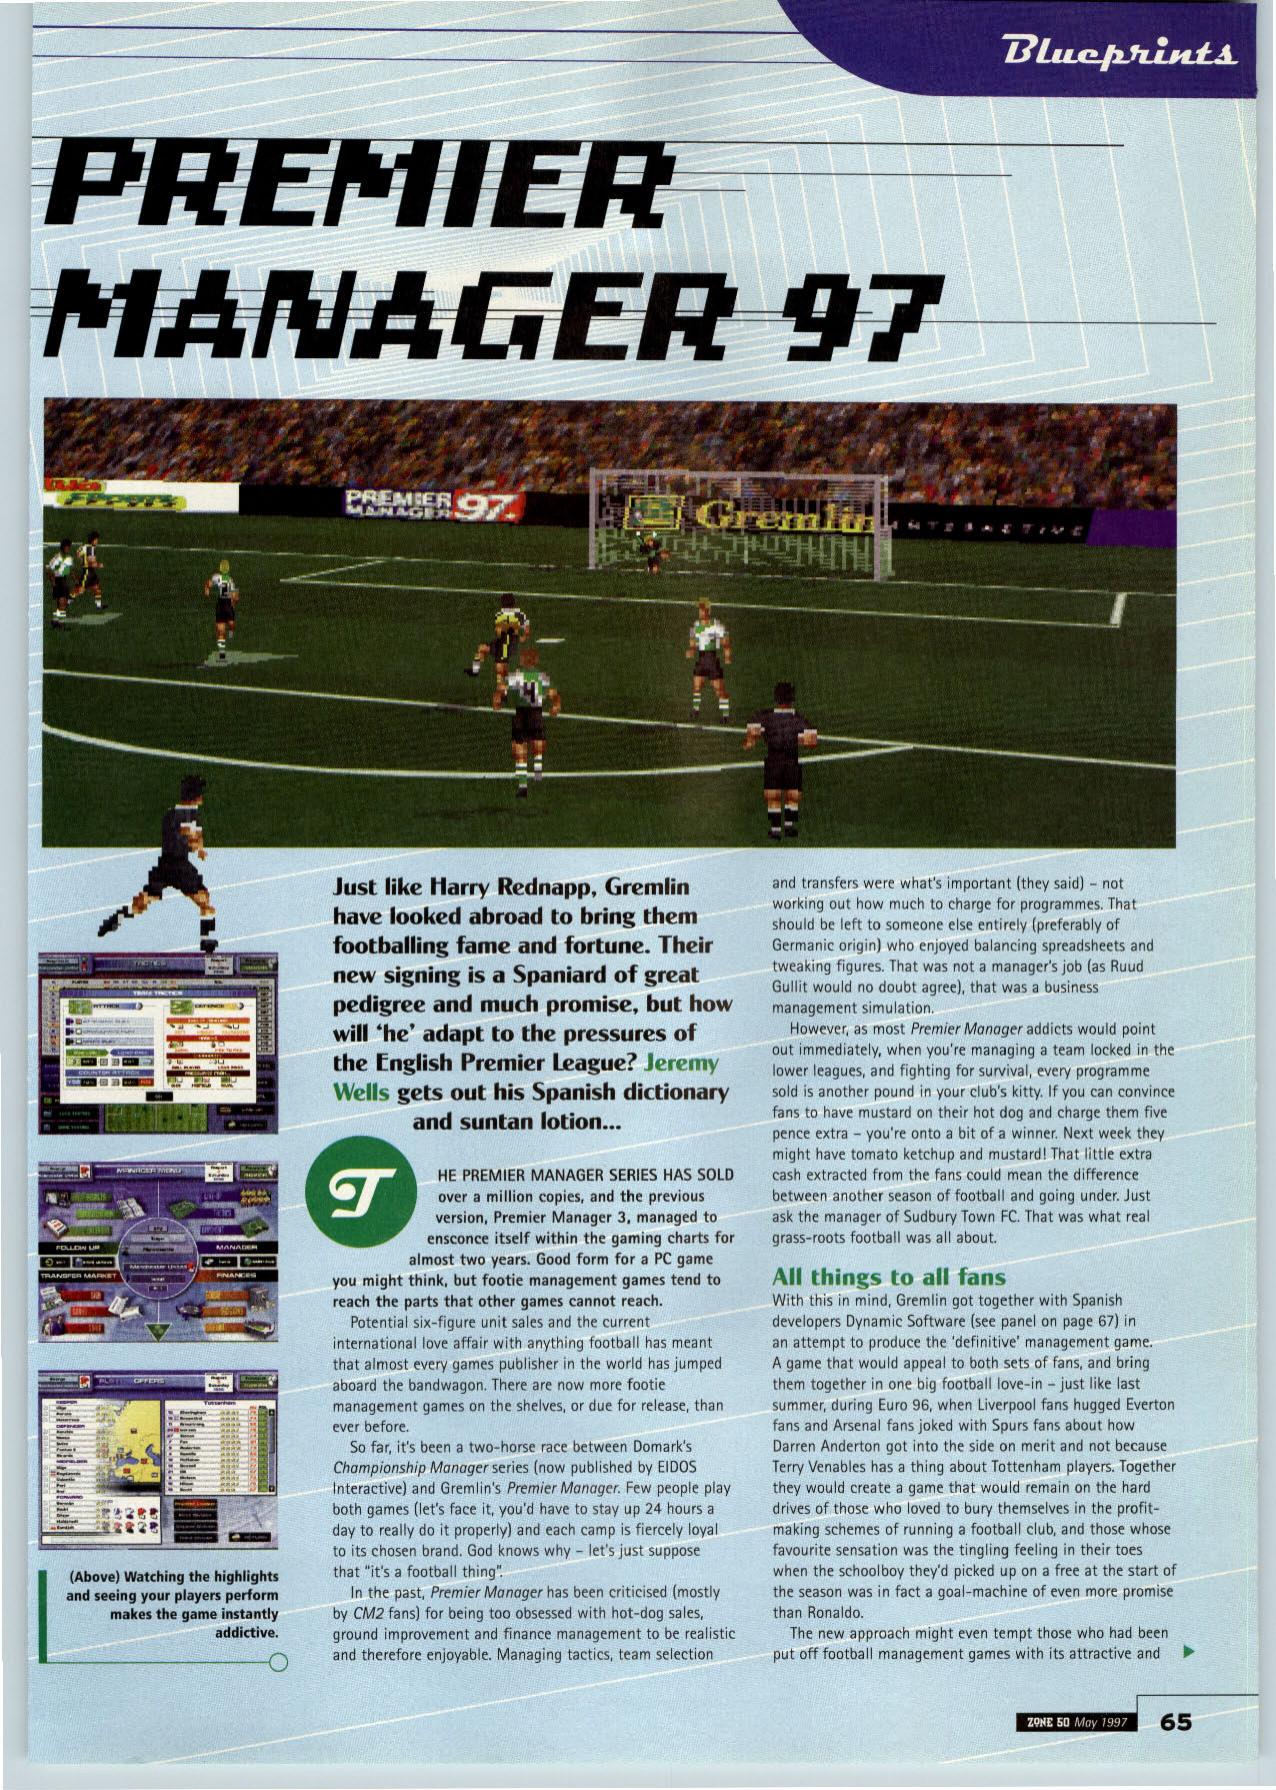 Blueprints
PREMIER
MANAGER 97
PREMIER
MANAGER 97
Gremlin
INTERACTIVE
Just like Harry Rednapp, Gremlin
have looked abroad to bring them
footballing fame and fortune. Their
new signing is a Spaniard of great
pedigree and much promise, but how
will 'he' adapt to the pressures of
the English Premier League? Jeremy
Wells gets out his Spanish dictionary
and suntan lotion...
THE PREMIER MANAGER SERIES HAS SOLD
over a million copies, and the previous
version, Premier Manager 3, managed to
ensconce itself within the gaming charts for
almost two years. Good form for a PC game
you might think, but footie management games tend to
reach the parts that other games cannot reach.
Potential six-figure unit sales and the current
international love affair with anything football has meant
that almost every games publisher in the world has jumped
aboard the bandwagon. There are now more footie
management games on the shelves, or due for release, than
ever before.
So far, it's been a two-horse race between Domark's
Championship Manager series (now published by EIDOS
Interactive) and Gremlin's Premier Manager. Few people play
both games (let's face it, you'd have to stay up 24 hours a
day to really do it properly) and each camp is fiercely loyal
to its chosen brand. God knows why – let's just suppose
that "it's a football thing".
In the past, Premier Manager has been criticised (mostly
by CM2 fans) for being too obsessed with hot-dog sales,
ground improvement and finance management to be realistic
and therefore enjoyable. Managing tactics, team selection
and transfers were what's important (they said) – not
working out how much to charge for programmes. That
should be left to someone else entirely (preferably of
Germanic origin) who enjoyed balancing spreadsheets and
tweaking figures. That was not a manager's job (as Ruud
Gullit would no doubt agree), that was a business
management simulation.
However, as most Premier Manager addicts would point
out immediately, when you're managing a team locked in the
lower leagues, and fighting for survival, every programme
sold is another pound in your club's kitty. If you can convince
fans to have mustard on their hot dog and charge them five
pence extra – you're onto a bit of a winner. Next week they
might have tomato ketchup and mustard! That little extra
cash extracted from the fans could mean the difference
between another season of football and going under. Just
ask the manager of Sudbury Town FC. That was what real
grass-roots football was all about.
All things to all fans
With this in mind, Gremlin got together with Spanish
developers Dynamic Software (see panel on page 67) in
an attempt to produce the 'definitive' management game.
A game that would appeal to both sets of fans, and bring
them together in one big football love-in – just like last
summer, during Euro 96, when Liverpool fans hugged Everton
fans and Arsenal fans joked with Spurs fans about how
Darren Anderton got into the side on merit and not because
Terry Venables has a thing about Tottenham players. Together
they would create a game that would remain on the hard
drives of those who loved to bury themselves in the profit-
making schemes of running a football club, and those whose
favourite sensation was the tingling feeling in their toes
when the schoolboy they'd picked up on a free at the start of
the season was in fact a goal-machine of even more promise
than Ronaldo.
The new approach might even tempt those who had been
put off football management games with its attractive and
TACTICS
TEAM TACTICS
ATTACK
DEFENCE
COUNTER ATTACK
MANAGER MENU
FOLLOW UP
MANAGER
TRANSFER MARKET
FINANCES
OFFERS
KEEPER
DEFENDER
MIDFIELDER
FORWARD
Tottenham
(Above) Watching the highlights
and seeing your players perform
makes the game instantly
addictive.
ZONE 50 May 1997
65